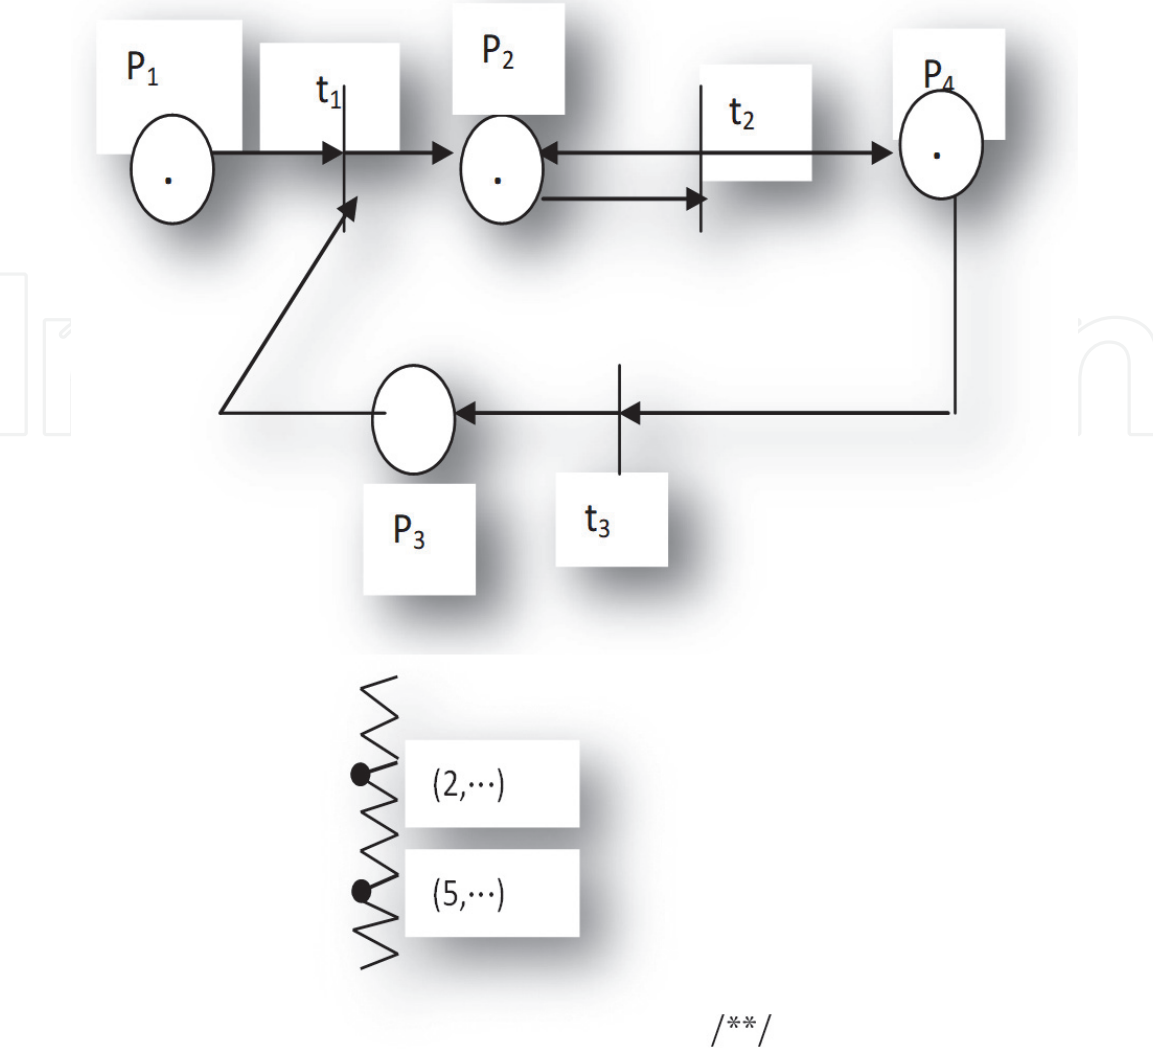 P₁
t₁
P₂
t₂
P₄
P₃
t₃
(2,⋯)
(5,⋯)
/**/